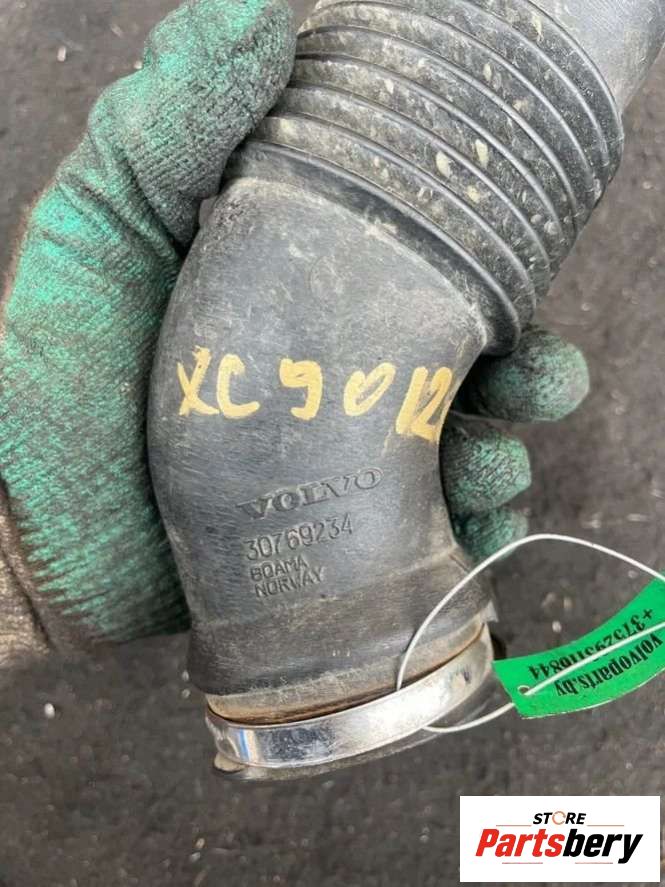 XC90 12
VOLVO
30769234
BOAMA
NORWAY
volvoparts.by
STORE
Partsbery